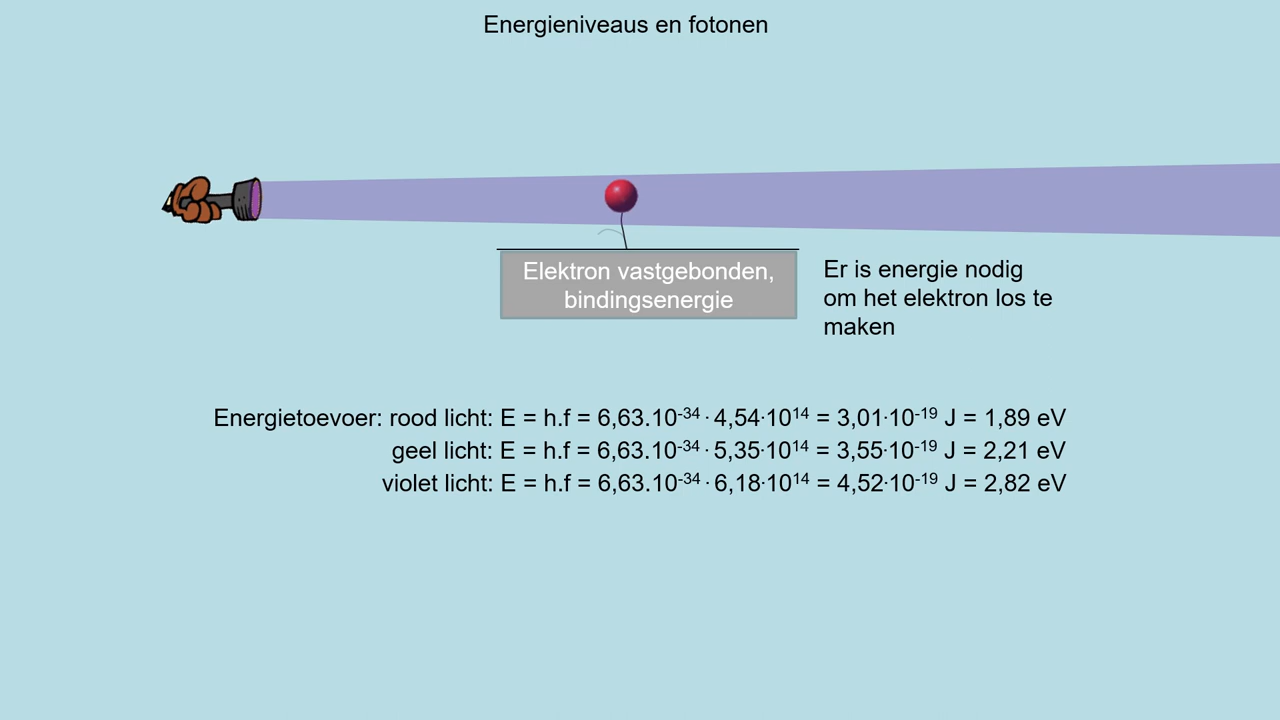 Energieniveaus en fotonen
Elektron vastgebonden,
bindingsenergie
Er is energie nodig
om het elektron los te
maken
Energietoevoer: rood licht: E = h.f = 6,63.10⁻³⁴ · 4,54·10¹⁴ = 3,01·10⁻¹⁹ J = 1,89 eV
geel licht: E = h.f = 6,63.10⁻³⁴ · 5,35·10¹⁴ = 3,55·10⁻¹⁹ J = 2,21 eV
violet licht: E = h.f = 6,63.10⁻³⁴ · 6,18·10¹⁴ = 4,52·10⁻¹⁹ J = 2,82 eV